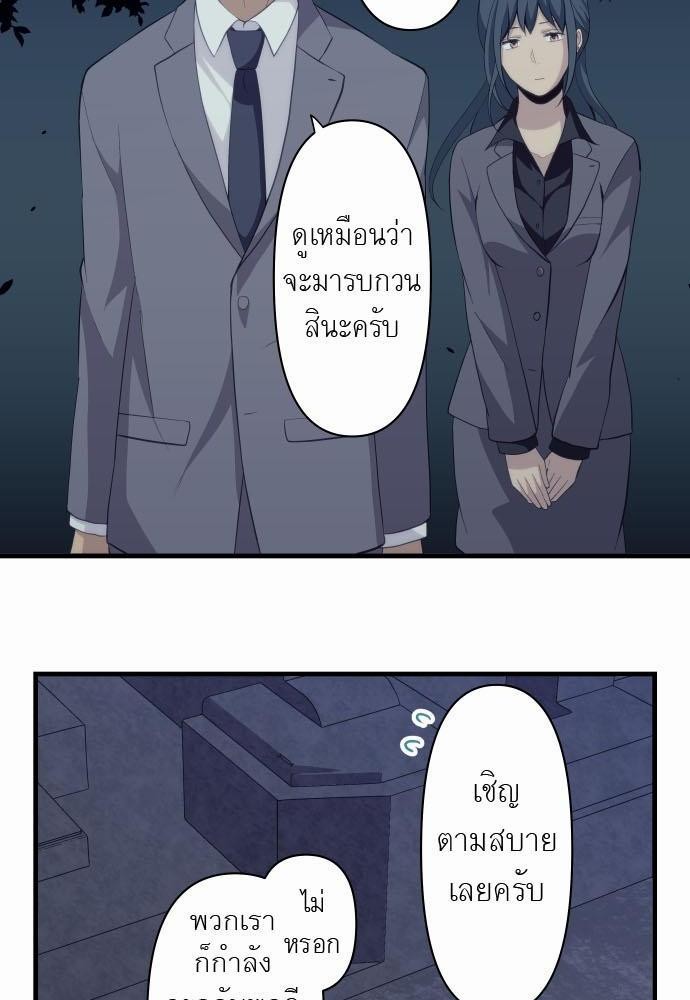 ดูเหมือนว่า
จะมารบกวน
สินะครับ
เชิญ
ตามสบาย
เลยครับ
ไม่
หรอก
พวกเรา
ก็กำลัง